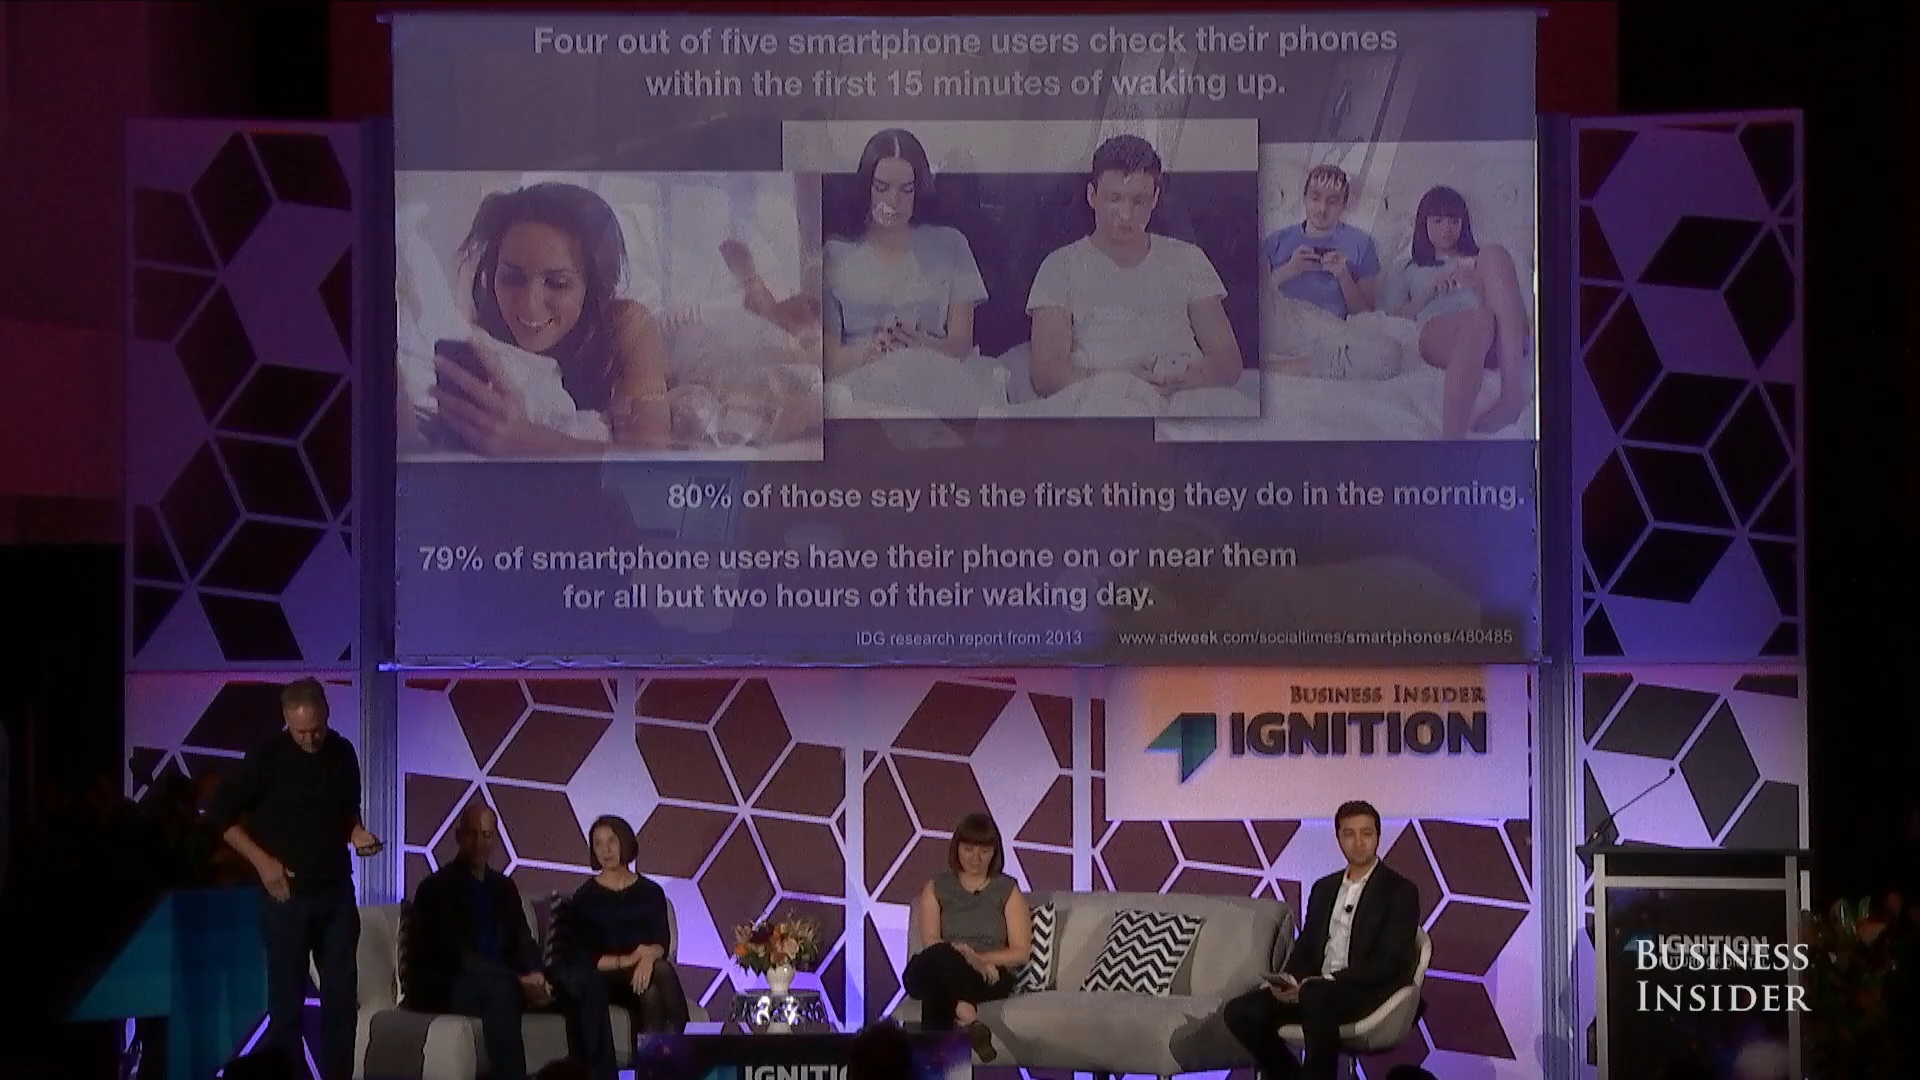 Four out of five smartphone users check their phones
within the first 15 minutes of waking up.
80% of those say it's the first thing they do in the morning.
79% of smartphone users have their phone on or near them
for all but two hours of their waking day.
IDG research report from 2013 www.adweek.com/socialtimes/smartphones/480485
BUSINESS INSIDER
IGNITION
IGNITION
BUSINESS
INSIDER